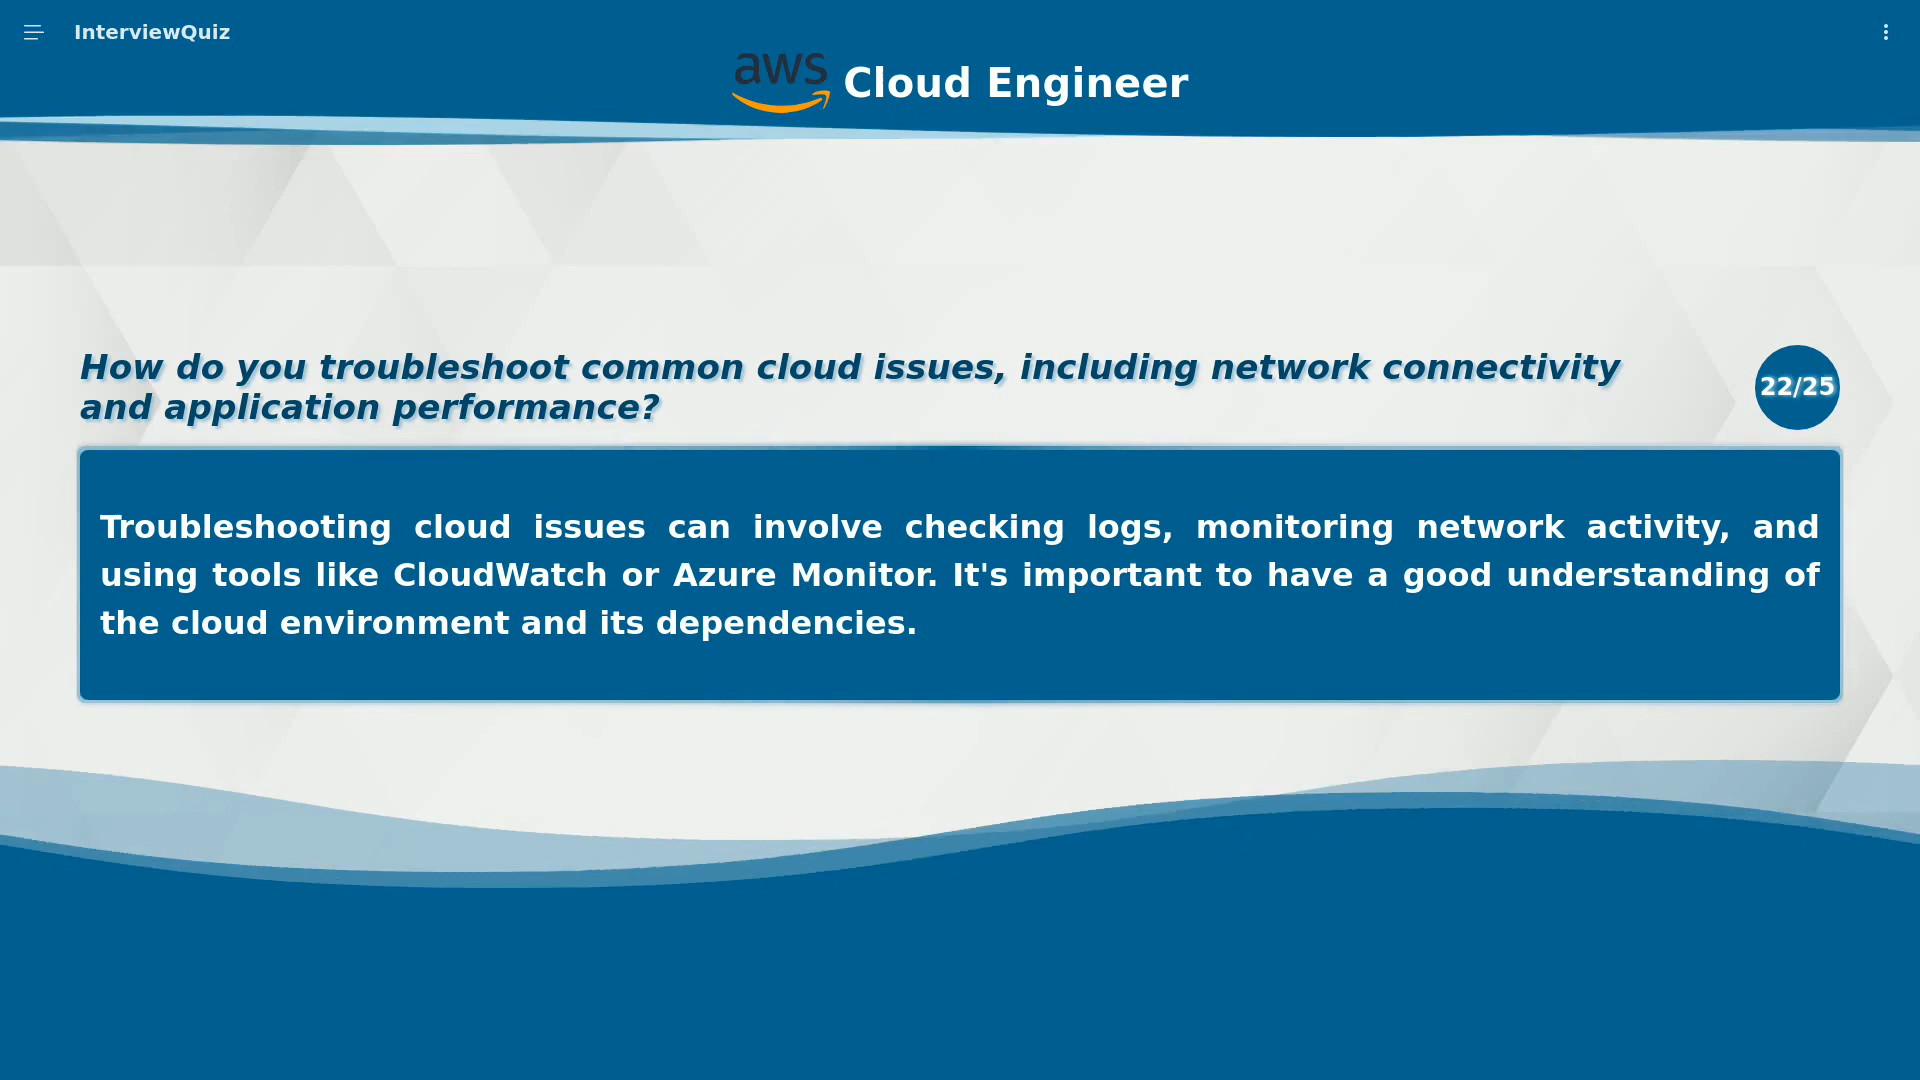 InterviewQuiz
aws Cloud Engineer
How do you troubleshoot common cloud issues, including network connectivity
and application performance?
22/25
Troubleshooting cloud issues can involve checking logs, monitoring network activity, and
using tools like CloudWatch or Azure Monitor. It's important to have a good understanding of
the cloud environment and its dependencies.